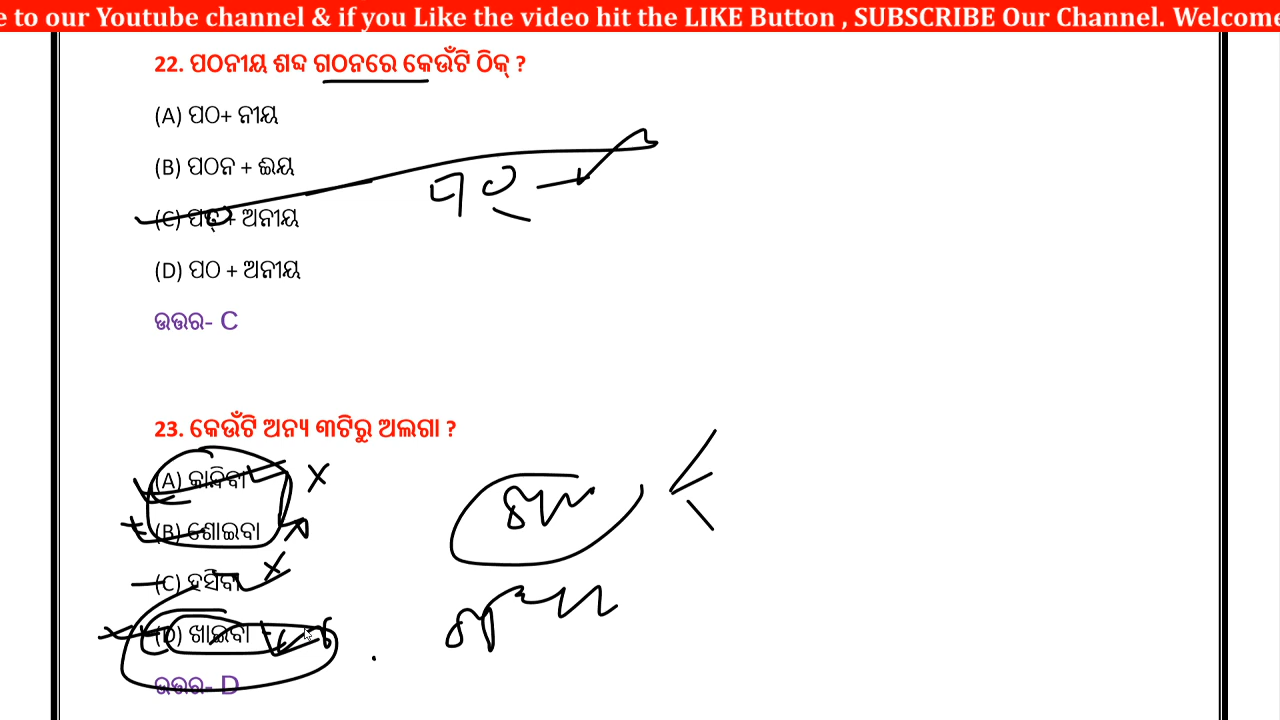 e to our Youtube channel & if you Like the video hit the LIKE Button , SUBSCRIBE Our Channel. Welcome
22. ପଠନୀୟ ଶବ୍ଦ ଗଠନରେ କେଉଁଟି ଠିକ୍ ?
(A) ପଠ+ ନୀୟ
(B) ପଠନ + ଈୟ
(C) ପଠ୍ + ଅନୀୟ
(D) ପଠ + ଅନୀୟ
ଉତ୍ତର- C
23. କେଉଁଟି ଅନ୍ୟ ୩ଟିରୁ ଅଲଗା ?
(A) କାନ୍ଦିବା
(B) ଶୋଇବା
(C) ହସିବା
(D) ଖାଇବା
ଉତ୍ତର- D